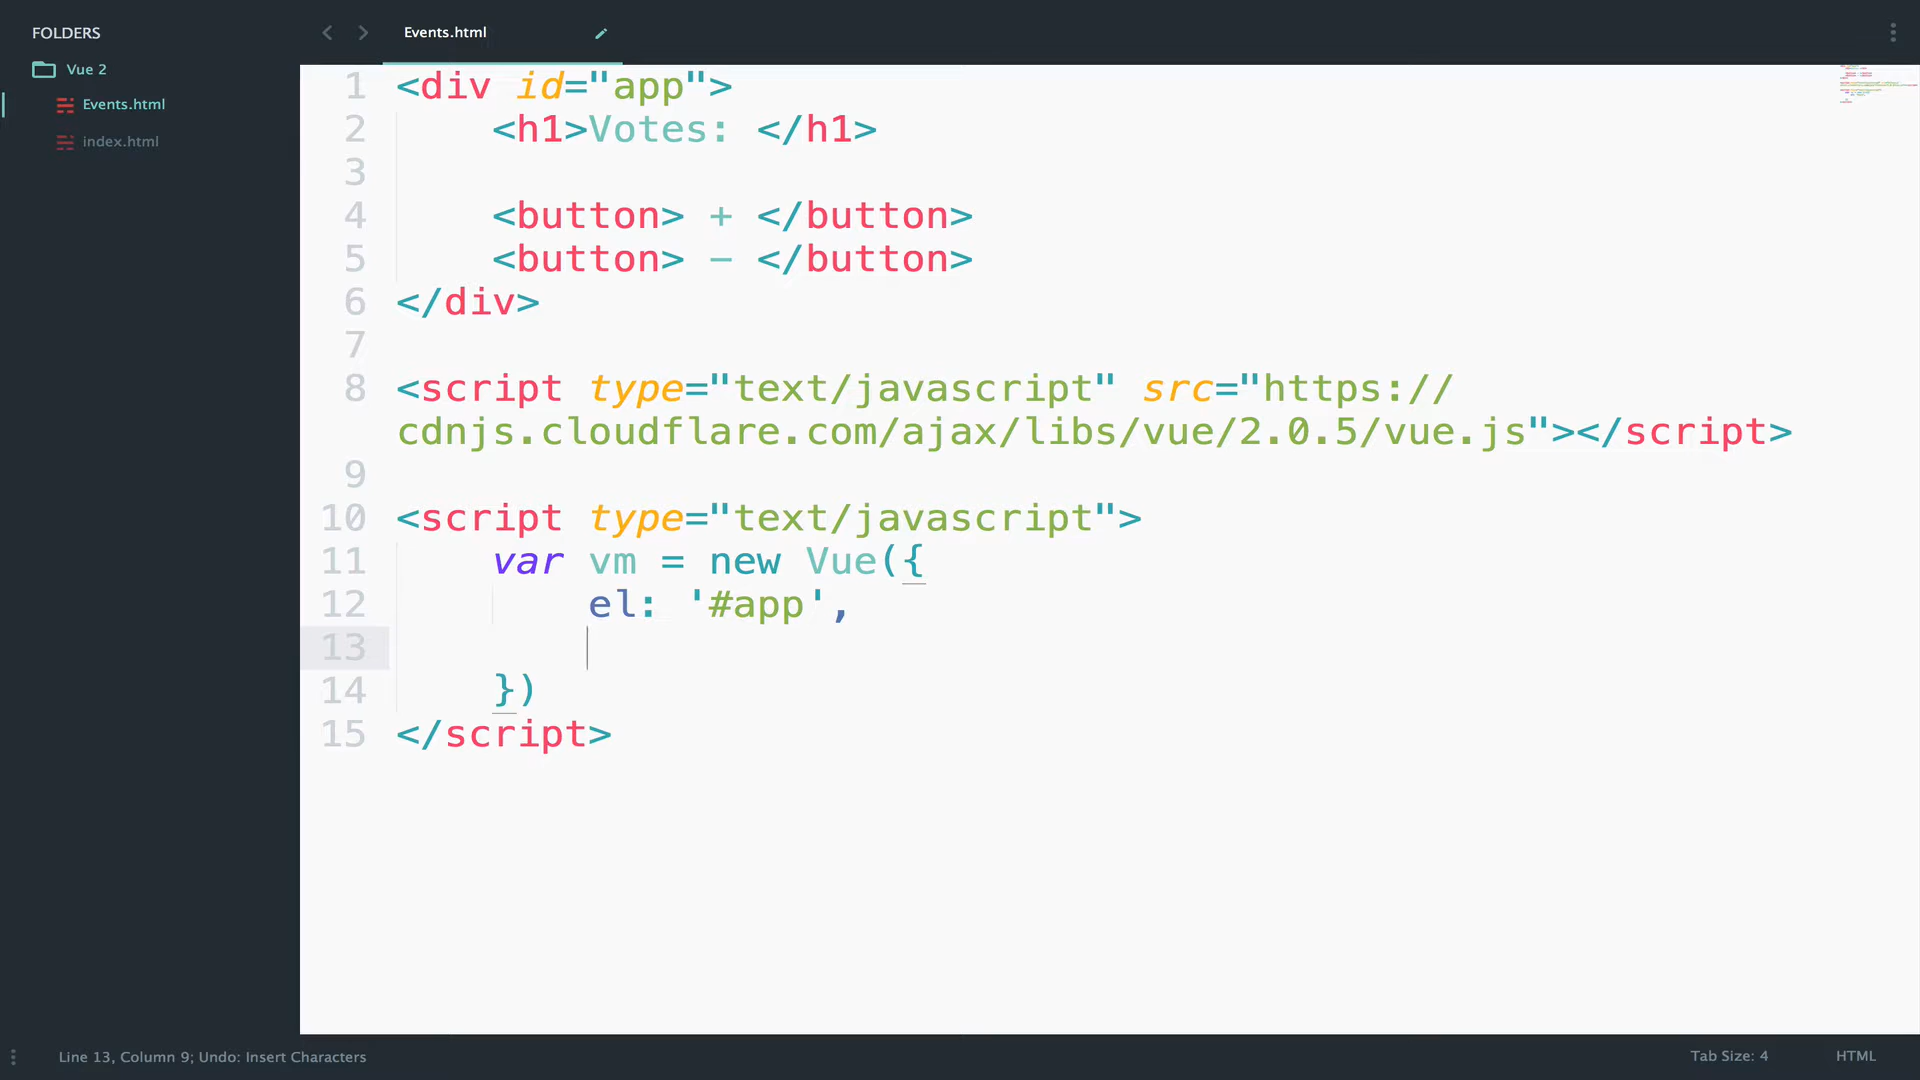 FOLDERS
Vue 2
Events.html
index.html
Events.html
1 <div id="app">
2     <h1>Votes: </h1>
3
4     <button> + </button>
5     <button> - </button>
6 </div>
7
8 <script type="text/javascript" src="https://
cdnjs.cloudflare.com/ajax/libs/vue/2.0.5/vue.js"></script>
9
10 <script type="text/javascript">
11     var vm = new Vue({
12         el: '#app',
13
14     })
15 </script>
Line 13, Column 9; Undo: Insert Characters
Tab Size: 4
HTML